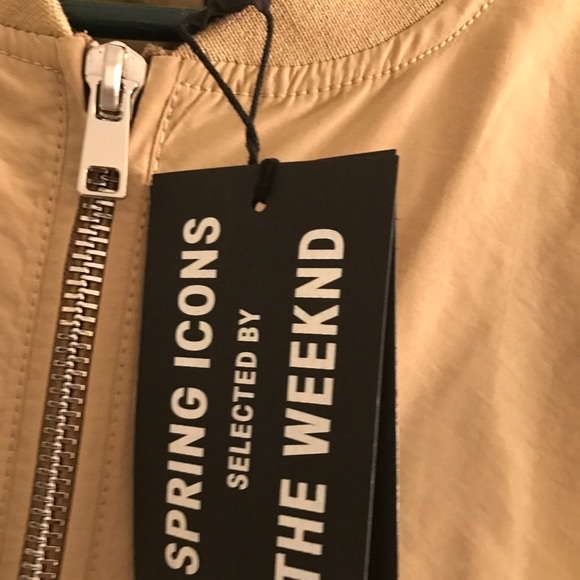 SPRING ICONS
SELECTED BY
THE WEEKND